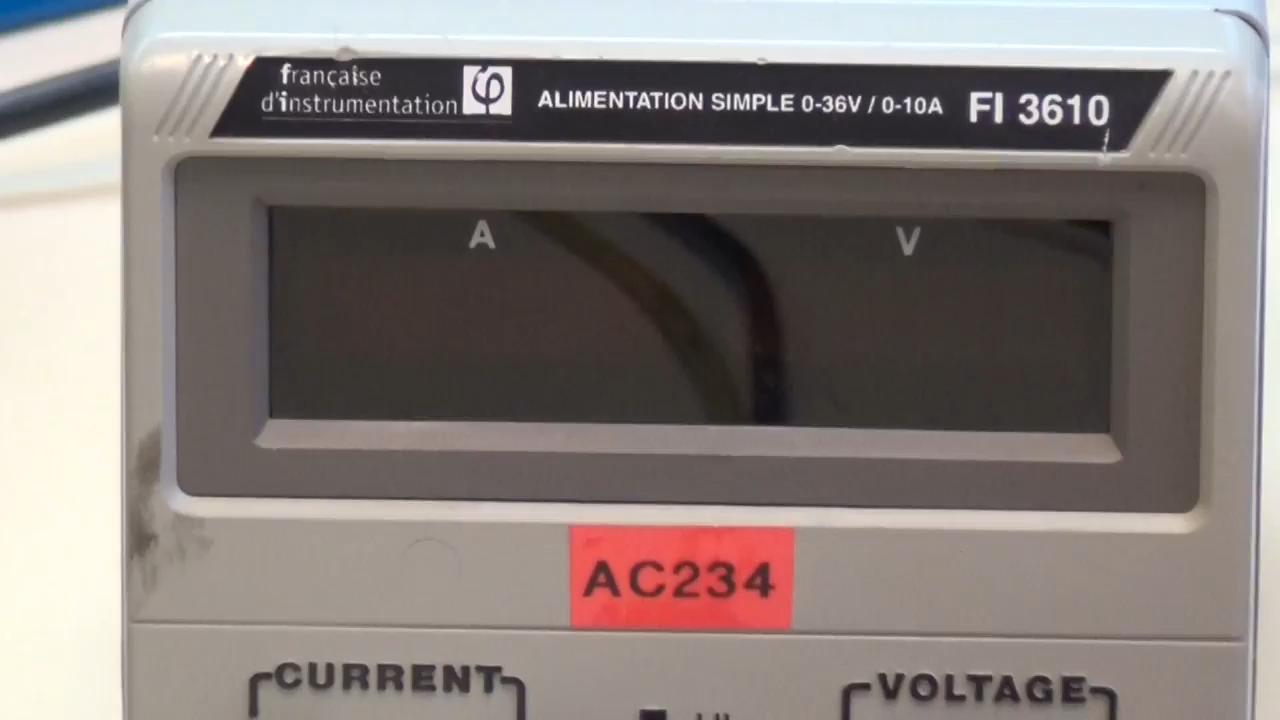 française
d'instrumentation
ALIMENTATION SIMPLE 0-36V / 0-10A FI 3610
A V
AC234
CURRENT VOLTAGE